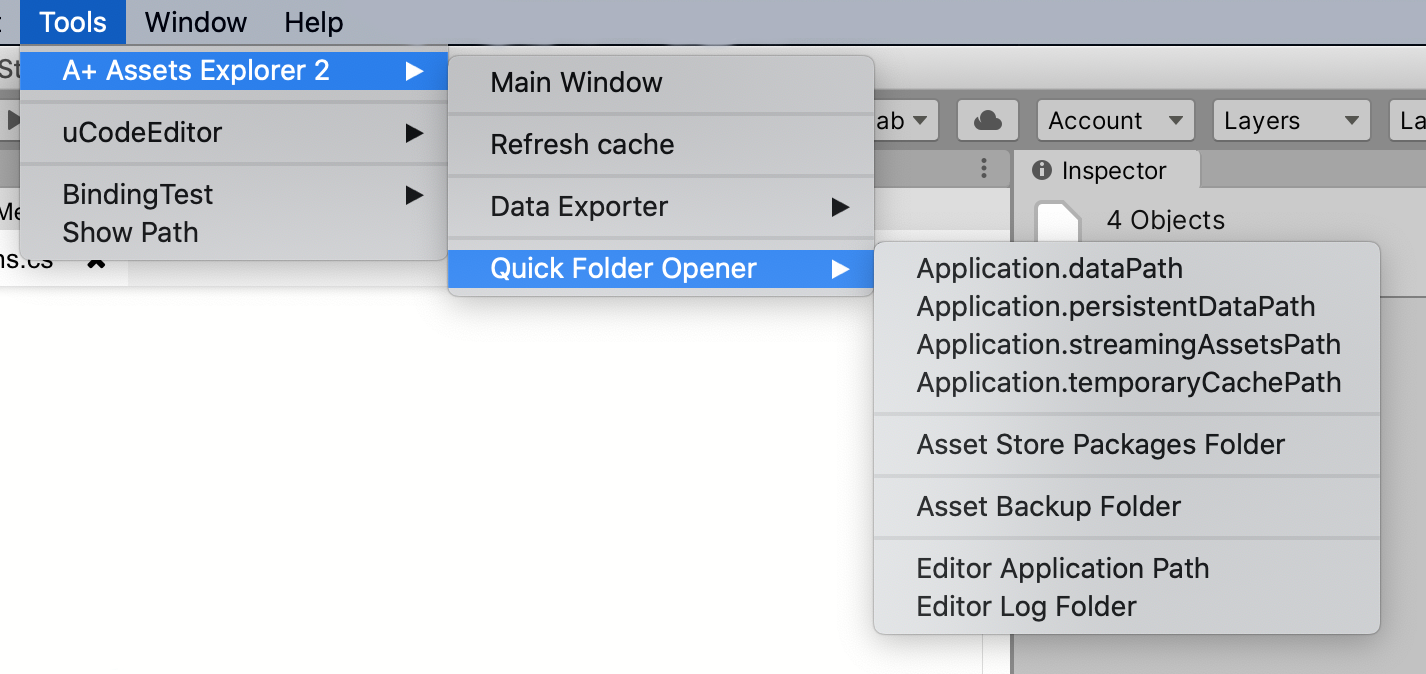 Tools Window Help
A+ Assets Explorer 2
uCodeEditor
BindingTest
Show Path
Main Window
Refresh cache
Data Exporter
Quick Folder Opener
Application.dataPath
Application.persistentDataPath
Application.streamingAssetsPath
Application.temporaryCachePath
Asset Store Packages Folder
Asset Backup Folder
Editor Application Path
Editor Log Folder
ab
Account
Layers
La
Inspector
4 Objects
St
Me
ns.cs